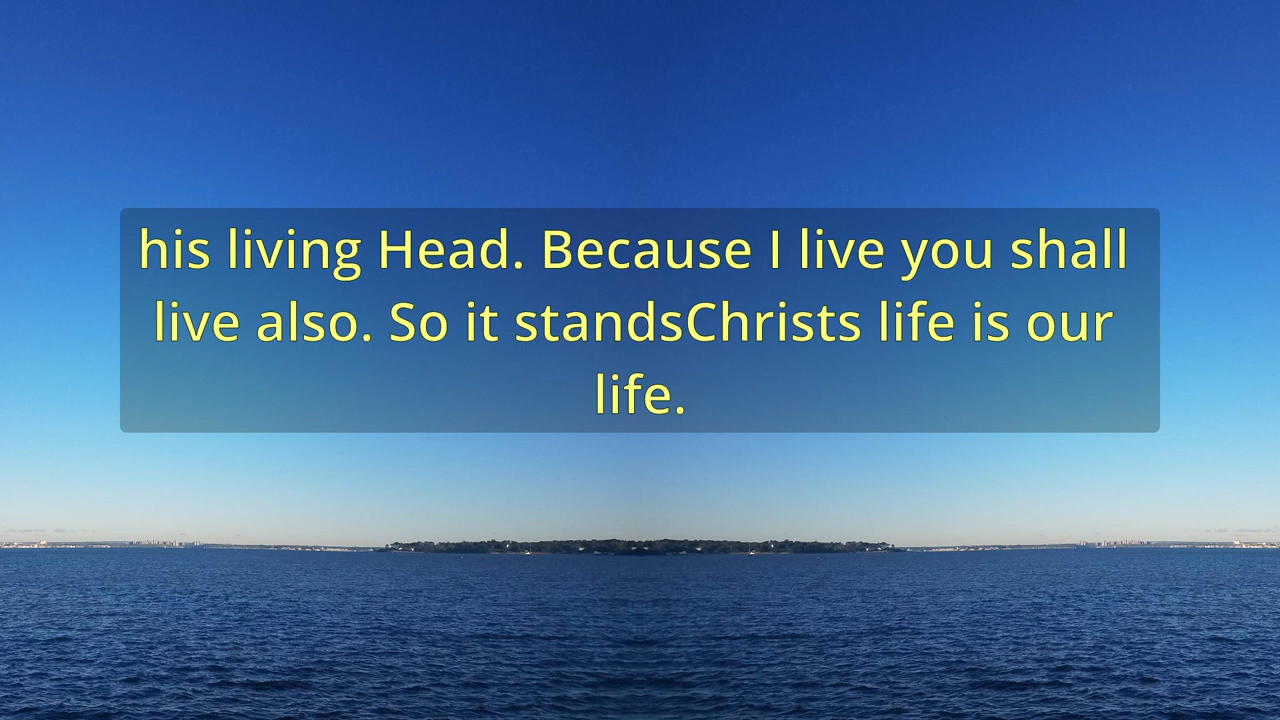 his living Head. Because I live you shall
live also. So it standsChrists life is our
life.